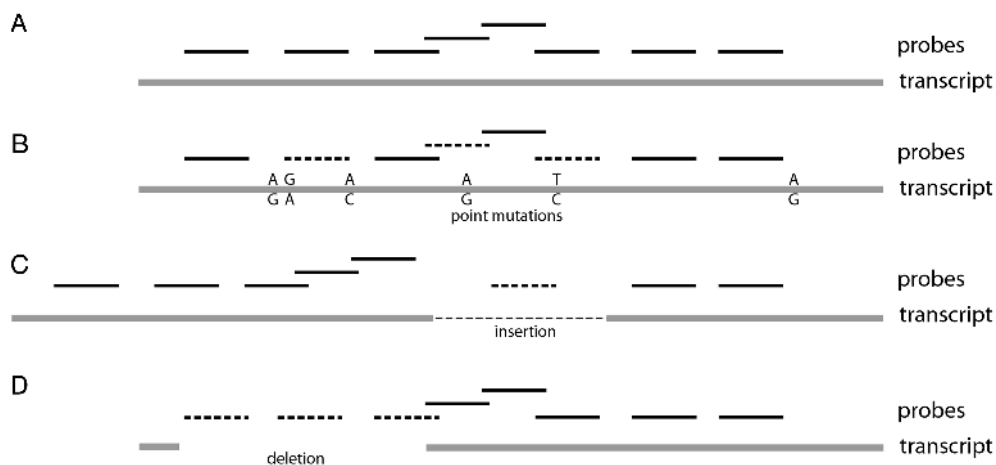 A
probes
transcript
B
probes
A G A A T A
transcript
G A C G C G
point mutations
C
probes
transcript
insertion
D
probes
transcript
deletion